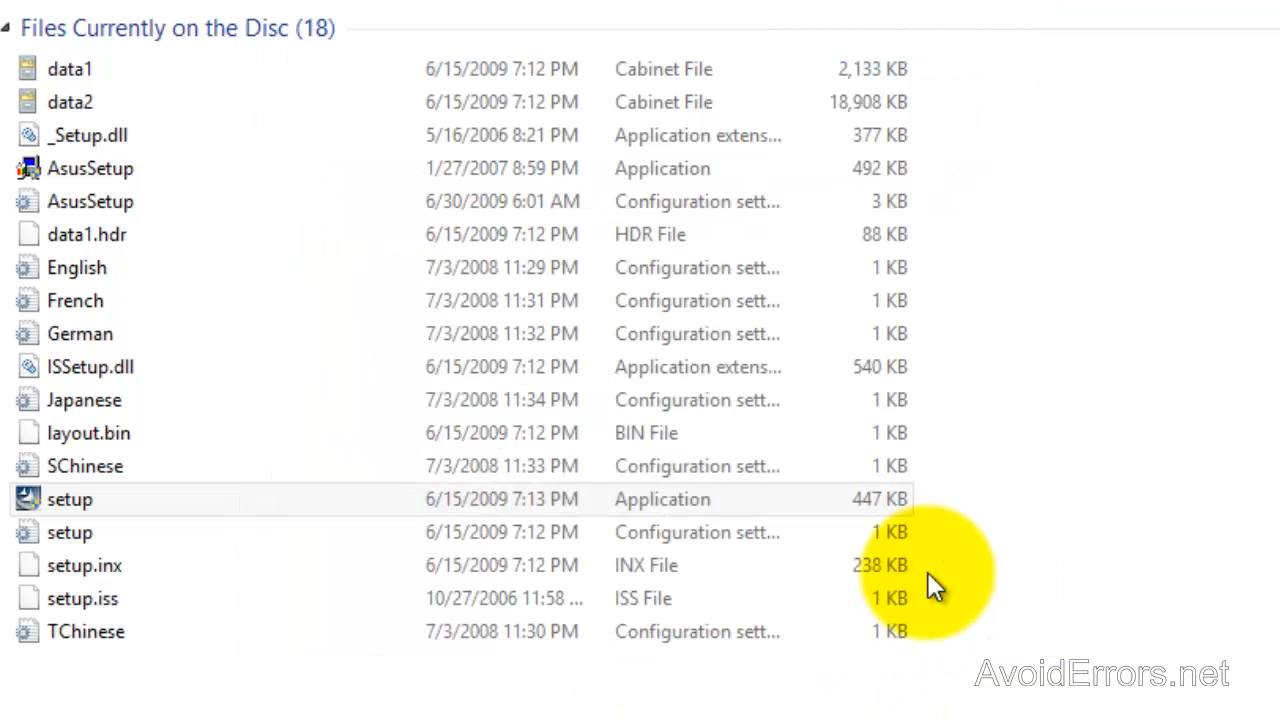 Files Currently on the Disc (18)
data1 6/15/2009 7:12 PM Cabinet File 2,133 KB
data2 6/15/2009 7:12 PM Cabinet File 18,908 KB
_Setup.dll 5/16/2006 8:21 PM Application extens... 377 KB
AsusSetup 1/27/2007 8:59 PM Application 492 KB
AsusSetup 6/30/2009 6:01 AM Configuration sett... 3 KB
data1.hdr 6/15/2009 7:12 PM HDR File 88 KB
English 7/3/2008 11:29 PM Configuration sett... 1 KB
French 7/3/2008 11:31 PM Configuration sett... 1 KB
German 7/3/2008 11:32 PM Configuration sett... 1 KB
ISSetup.dll 6/15/2009 7:12 PM Application extens... 540 KB
Japanese 7/3/2008 11:34 PM Configuration sett... 1 KB
layout.bin 6/15/2009 7:12 PM BIN File 1 KB
SChinese 7/3/2008 11:33 PM Configuration sett... 1 KB
setup 6/15/2009 7:13 PM Application 447 KB
setup 6/15/2009 7:12 PM Configuration sett... 1 KB
setup.inx 6/15/2009 7:12 PM INX File 238 KB
setup.iss 10/27/2006 11:58 ... ISS File 1 KB
TChinese 7/3/2008 11:30 PM Configuration sett... 1 KB
AvoidErrors.net